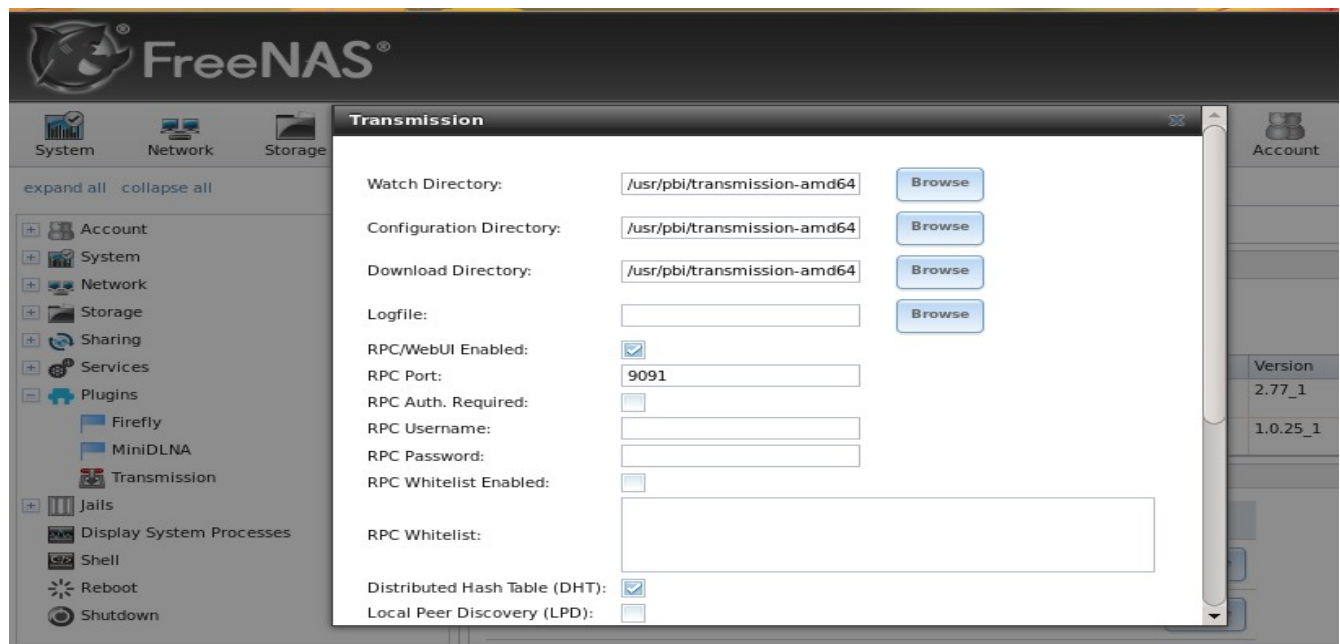 FreeNAS®
System
Network
Storage
Account
expand all collapse all
Account
System
Network
Storage
Sharing
Services
Plugins
Firefly
MiniDLNA
Transmission
Jails
Display System Processes
Shell
Reboot
Shutdown
Transmission
Watch Directory: /usr/pbi/transmission-amd64 Browse
Configuration Directory: /usr/pbi/transmission-amd64 Browse
Download Directory: /usr/pbi/transmission-amd64 Browse
Logfile: Browse
RPC/WebUI Enabled:
RPC Port: 9091
RPC Auth. Required:
RPC Username:
RPC Password:
RPC Whitelist Enabled:
RPC Whitelist:
Distributed Hash Table (DHT):
Local Peer Discovery (LPD):
Version
2.77_1
1.0.25_1